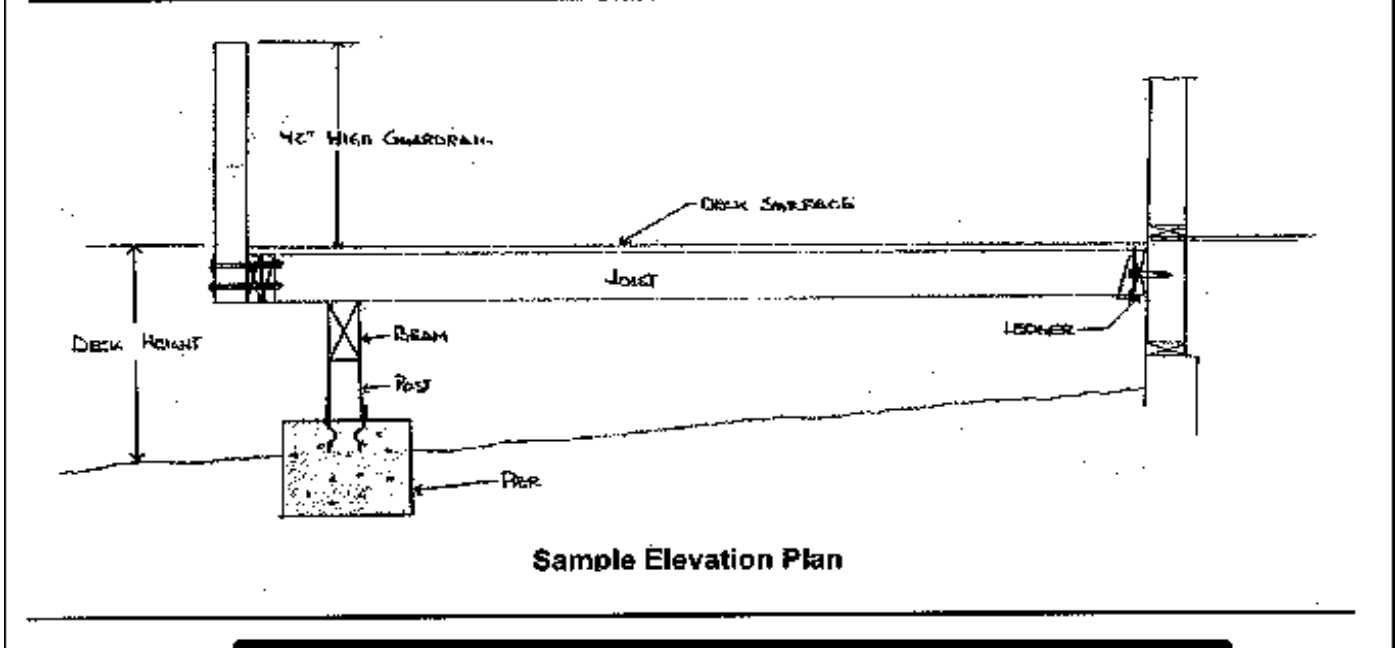 42" HIGH GUARDRAIL
DECK SURFACE
JOIST
LEDGER
DECK HEIGHT
BEAM
POST
PIER
Sample Elevation Plan